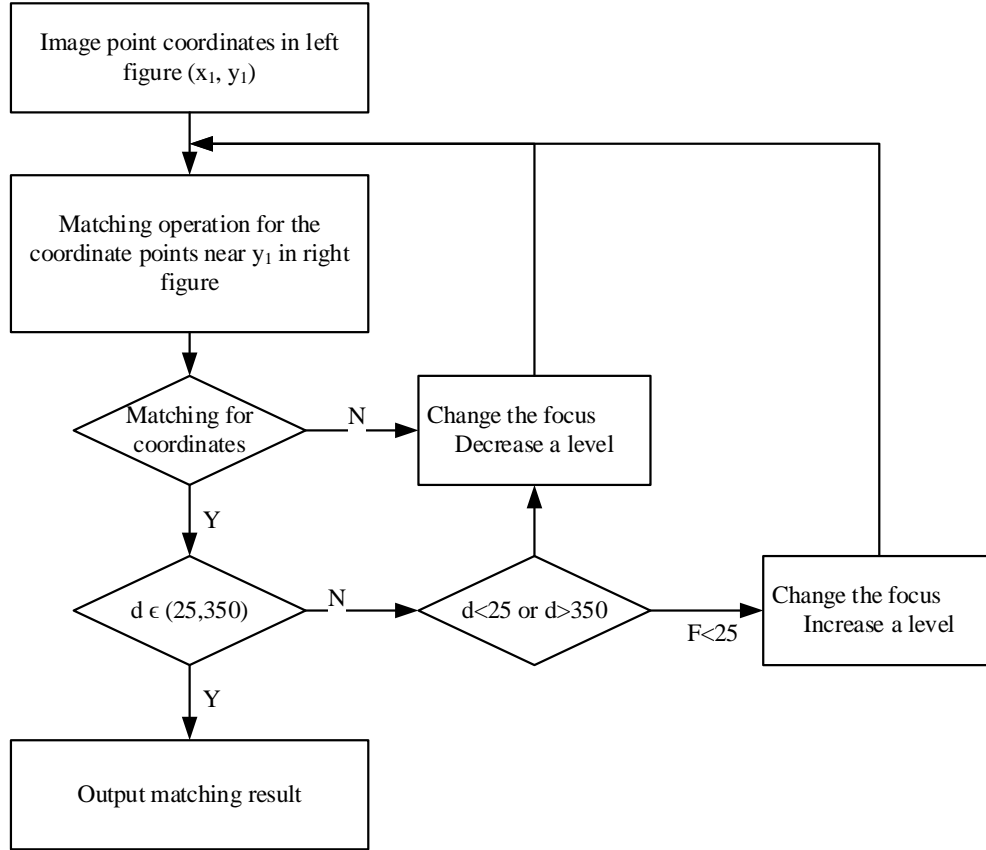 Image point coordinates in left
figure (x₁, y₁)
Matching operation for the
coordinate points near y₁ in right
figure
Matching for
coordinates
N
Change the focus
Decrease a level
Y
d ϵ (25,350)
N
d<25 or d>350
F<25
Change the focus
Increase a level
Y
Output matching result